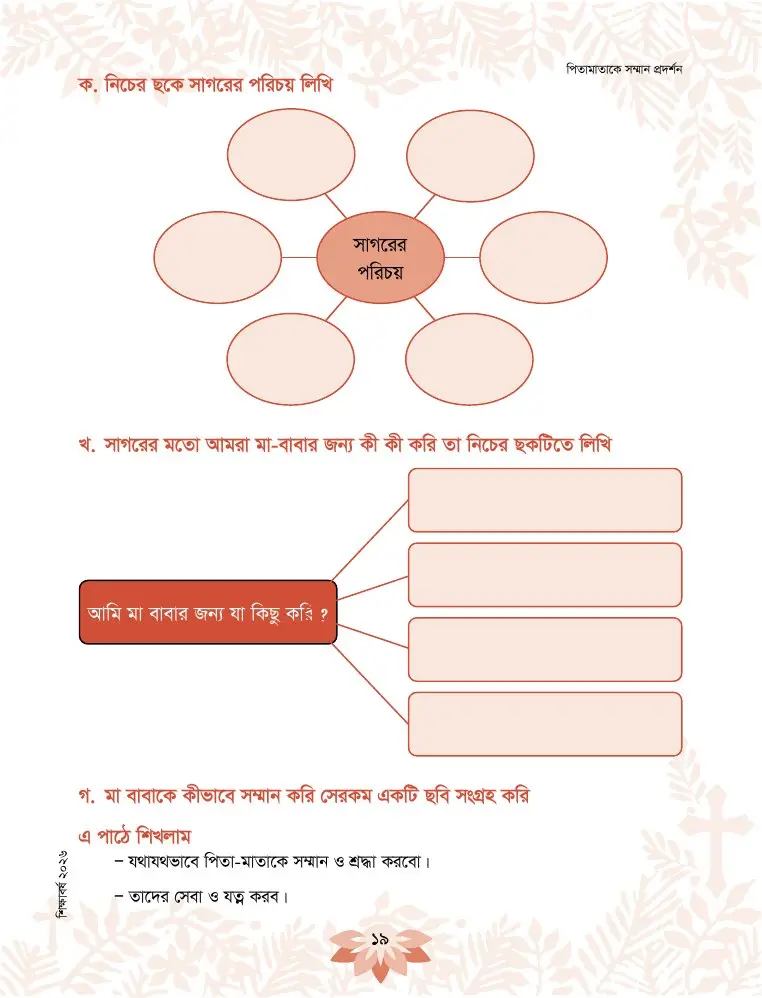 পিতামাতাকে সম্মান প্রদর্শন
ক. নিচের ছকে সাগরের পরিচয় লিখি
সাগরের
পরিচয়
খ. সাগরের মতো আমরা মা-বাবার জন্য কী কী করি তা নিচের ছকটিতে লিখি
আমি মা বাবার জন্য যা কিছু করি ?
গ. মা বাবাকে কীভাবে সম্মান করি সেরকম একটি ছবি সংগ্রহ করি
এ পাঠে শিখলাম
– যথাযথভাবে পিতা-মাতাকে সম্মান ও শ্রদ্ধা করবো।
– তাদের সেবা ও যত্ন করব।
শিক্ষাবর্ষ ২০২৬
১৯